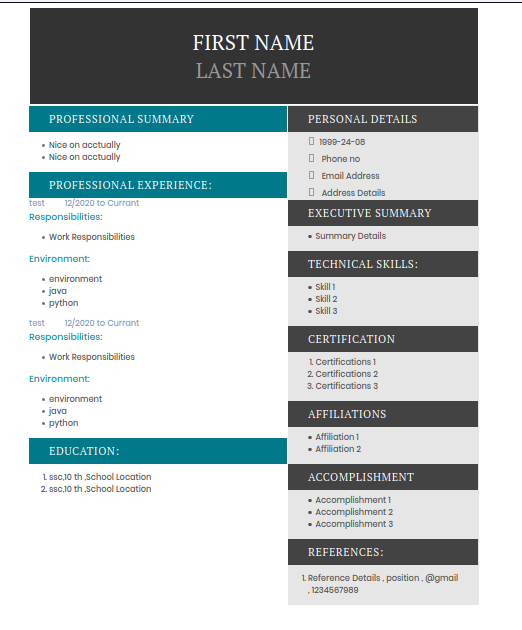 FIRST NAME
LAST NAME
PROFESSIONAL SUMMARY
• Nice on acctually
• Nice on acctually
PROFESSIONAL EXPERIENCE:
test 12/2020 to Currant
Responsibilities:
• Work Responsibilities
Environment:
• environment
• java
• python
test 12/2020 to Currant
Responsibilities:
• Work Responsibilities
Environment:
• environment
• java
• python
EDUCATION:
1. ssc,10 th ,School Location
2. ssc,10 th ,School Location
PERSONAL DETAILS
1999-24-08
Phone no
Email Address
Address Details
EXECUTIVE SUMMARY
• Summary Details
TECHNICAL SKILLS:
• Skill 1
• Skill 2
• Skill 3
CERTIFICATION
1. Certifications 1
2. Certifications 2
3. Certifications 3
AFFILIATIONS
• Affiliation 1
• Affiliation 2
ACCOMPLISHMENT
• Accomplishment 1
• Accomplishment 2
• Accomplishment 3
REFERENCES:
1. Reference Details , position , @gmail
, 1234567989